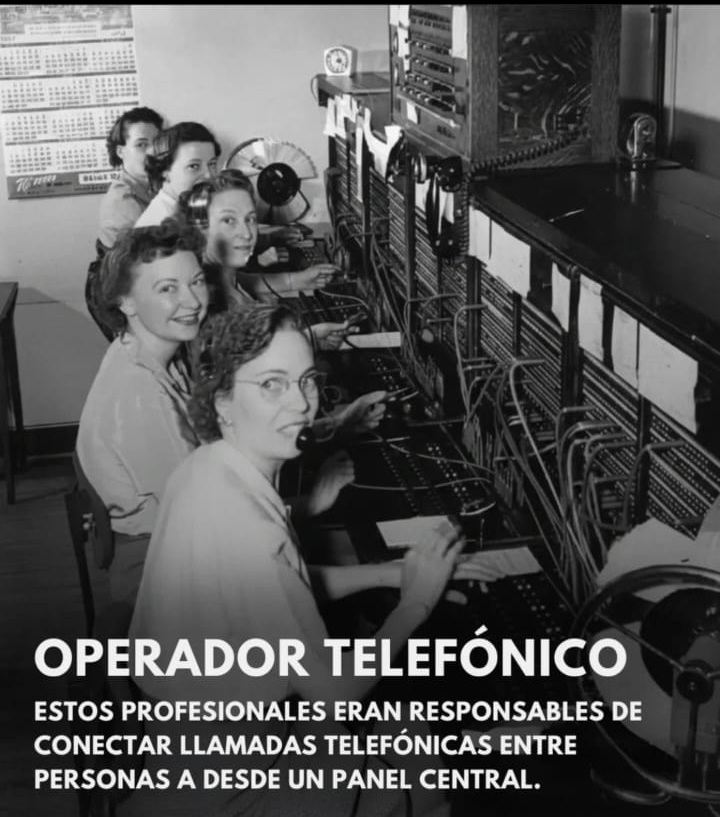 OPERADOR TELEFÓNICO
ESTOS PROFESIONALES ERAN RESPONSABLES DE
CONECTAR LLAMADAS TELEFÓNICAS ENTRE
PERSONAS A DESDE UN PANEL CENTRAL.